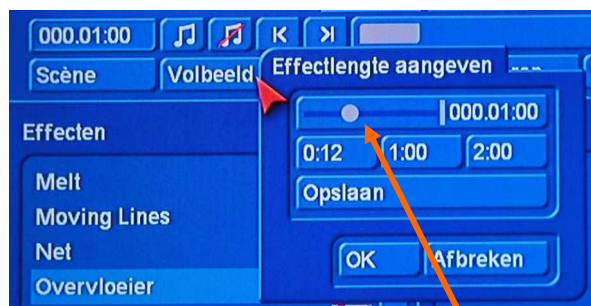 000.01:00
Scène Volbeeld
Effectlengte aangeven
000.01:00
0:12 1:00 2:00
Opslaan
OK Afbreken
Effecten
Melt
Moving Lines
Net
Overvloeier